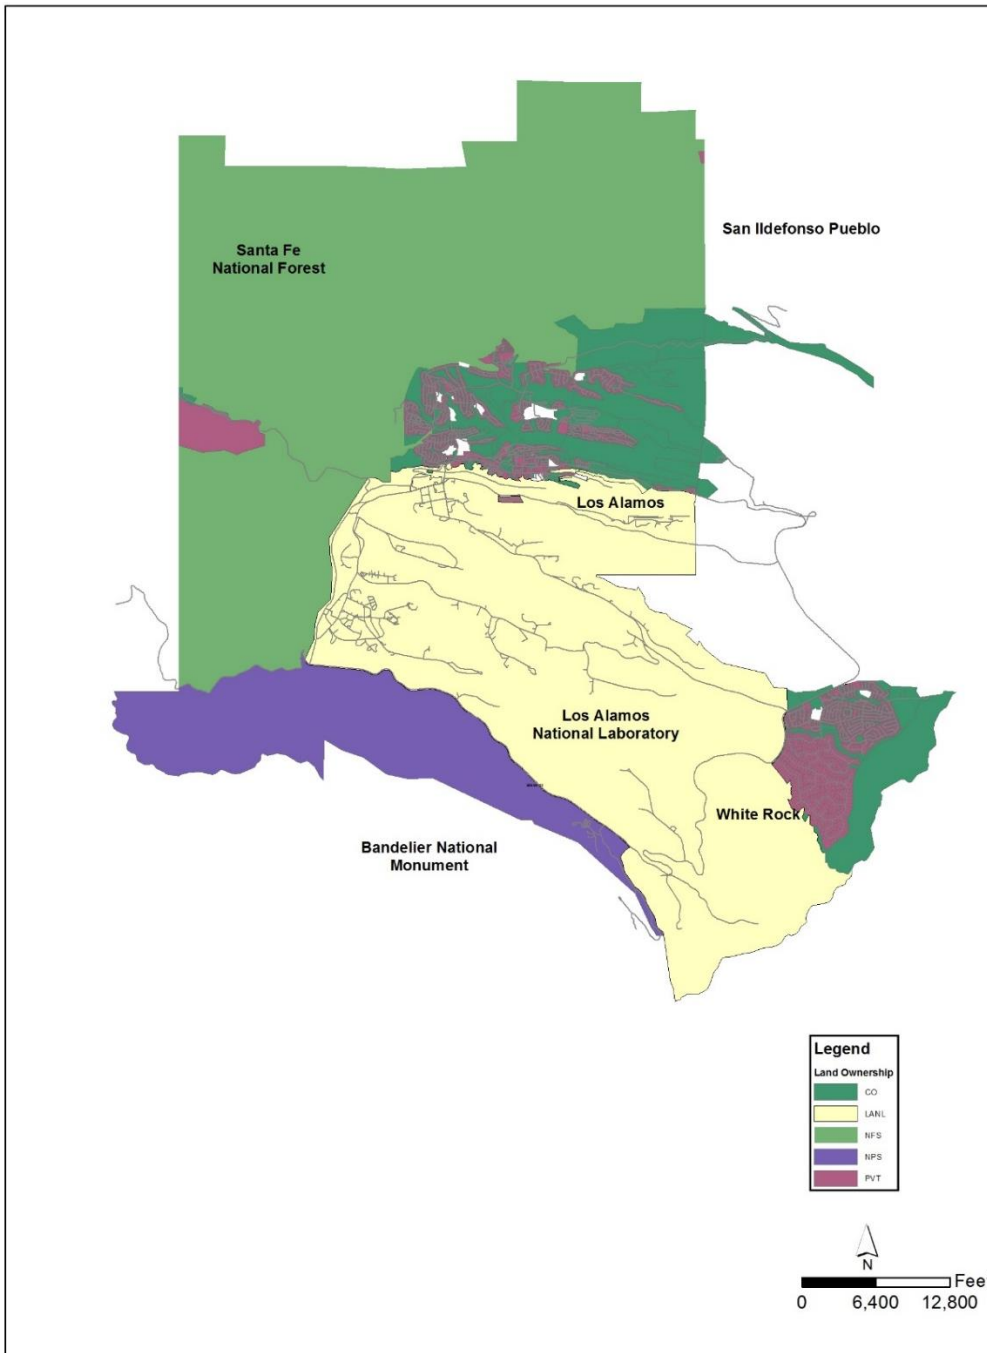 San Ildefonso Pueblo
Santa Fe
National Forest
Los Alamos
Los Alamos
National Laboratory
White Rock
Bandelier National
Monument
Legend
Land Ownership
CO
LANL
NFS
NPS
PVT
N
Fee
0 6,400 12,800